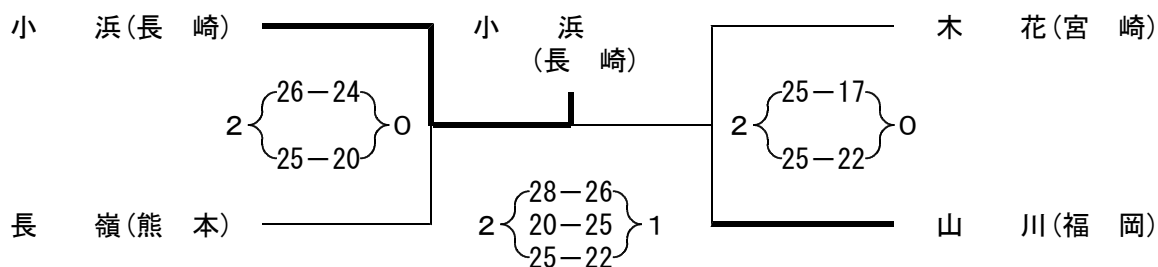 小　浜(長　崎)
小　浜
(長　崎)
木　花(宮　崎)
2 26－24 0
25－20
2 25－17 0
25－22
28－26
2 20－25 1
25－22
長　嶺(熊　本)
山　川(福　岡)